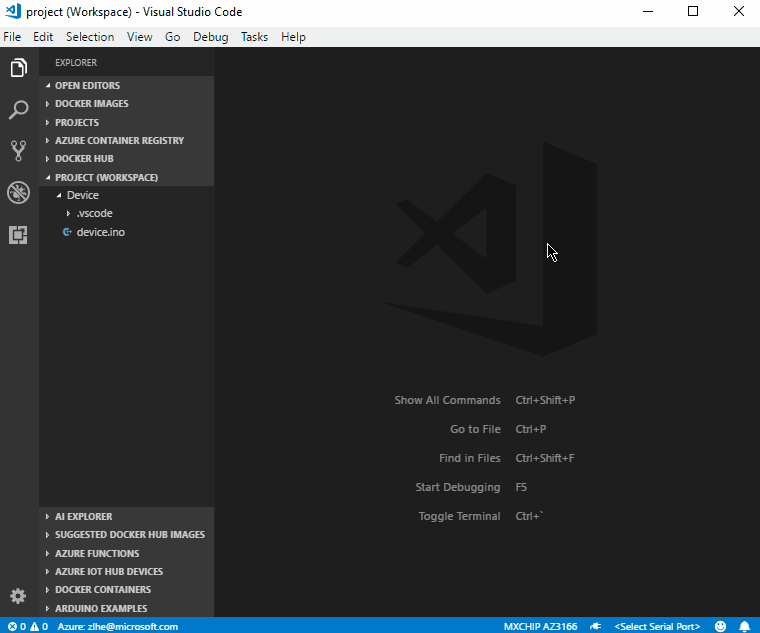 project (Workspace) - Visual Studio Code
File Edit Selection View Go Debug Tasks Help
EXPLORER
OPEN EDITORS
DOCKER IMAGES
PROJECTS
AZURE CONTAINER REGISTRY
DOCKER HUB
PROJECT (WORKSPACE)
Device
.vscode
device.ino
Show All Commands Ctrl+Shift+P
Go to File Ctrl+P
Find in Files Ctrl+Shift+F
Start Debugging F5
Toggle Terminal Ctrl+`
AI EXPLORER
SUGGESTED DOCKER HUB IMAGES
AZURE FUNCTIONS
AZURE IOT HUB DEVICES
DOCKER CONTAINERS
ARDUINO EXAMPLES
0 0 Azure: zlhe@microsoft.com MXCHIP AZ3166 <Select Serial Port>